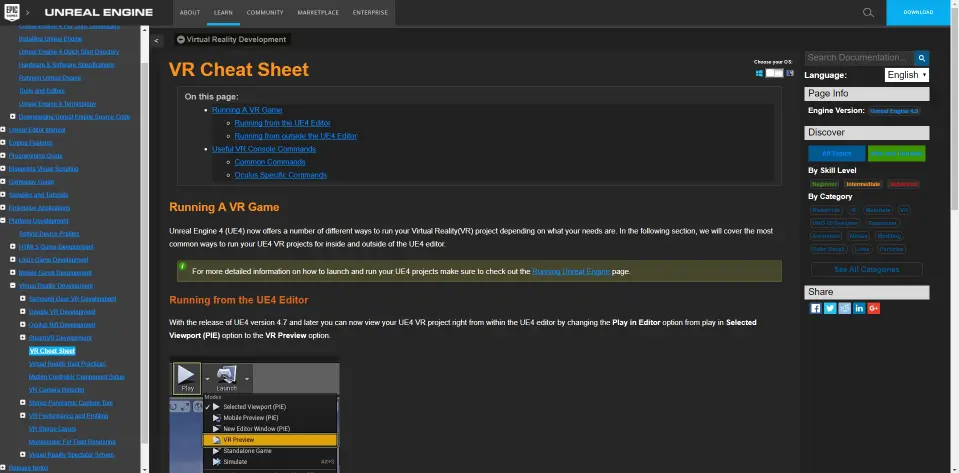 EPIC GAMES
UNREAL ENGINE
ABOUT
LEARN
COMMUNITY
MARKETPLACE
ENTERPRISE
DOWNLOAD
Installing Unreal Engine
Unreal Engine 4 Quick Start Directory
Hardware & Software Specifications
Running Unreal Engine
Tools and Editors
Unreal Engine 4 Terminology
Downloading Unreal Engine Source Code
Unreal Editor Manual
Engine Features
Programming Guide
Blueprints Visual Scripting
Gameplay Guide
Samples and Tutorials
Enterprise Applications
Platform Development
Setting Device Profiles
HTML5 Game Development
Linux Game Development
Mobile Game Development
Virtual Reality Development
Samsung Gear VR Development
Google VR Development
Oculus Rift Development
SteamVR Development
VR Cheat Sheet
Virtual Reality Best Practices
Motion Controller Component Setup
VR Camera Refactor
Stereo Panoramic Capture Tool
VR Performance and Profiling
VR Stereo Layers
Monoscopic Far Field Rendering
Virtual Reality Spectator Screen
Release Notes
<
Virtual Reality Development
VR Cheat Sheet
Choose your OS:
On this page:
Running A VR Game
Running from the UE4 Editor
Running from outside the UE4 Editor
Useful VR Console Commands
Common Commands
Oculus Specific Commands
Running A VR Game
Unreal Engine 4 (UE4) now offers a number of different ways to run your Virtual Reality(VR) project depending on what your needs are. In the following section, we will cover the most
common ways to run your UE4 VR projects for inside and outside of the UE4 editor.
For more detailed information on how to launch and run your UE4 projects make sure to check out the Running Unreal Engine page.
Running from the UE4 Editor
With the release of UE4 version 4.7 and later you can now view your UE4 VR project right from within the UE4 editor by changing the Play in Editor option from play in Selected
Viewport (PIE) option to the VR Preview option.
Play
Launch
Modes
Selected Viewport (PIE)
Mobile Preview (PIE)
New Editor Window (PIE)
VR Preview
Standalone Game
Simulate
Alt+S
Search Documentation...
Language:
English
Page Info
Engine Version:
Unreal Engine 4.9
Discover
All Topics
By Skill Level
Beginner
Intermediate
Advanced
By Category
Materials
VR
Blueprints
Animation
Particles
See All Categories
Share